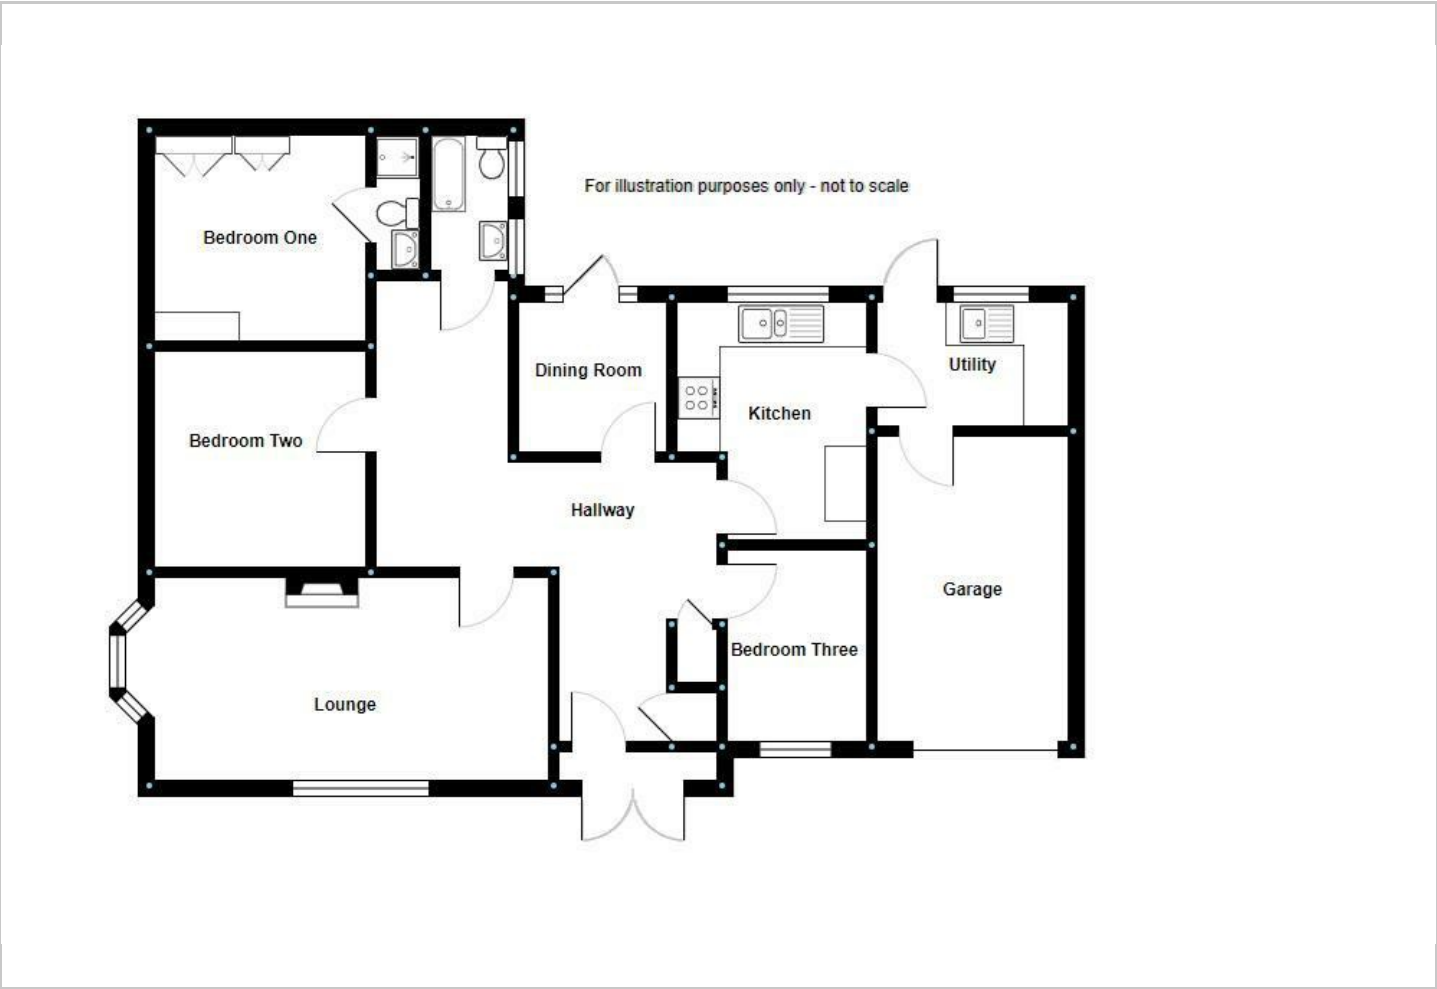 For illustration purposes only - not to scale
Bedroom One
Dining Room
Utility
Kitchen
Bedroom Two
Hallway
Garage
Bedroom Three
Lounge